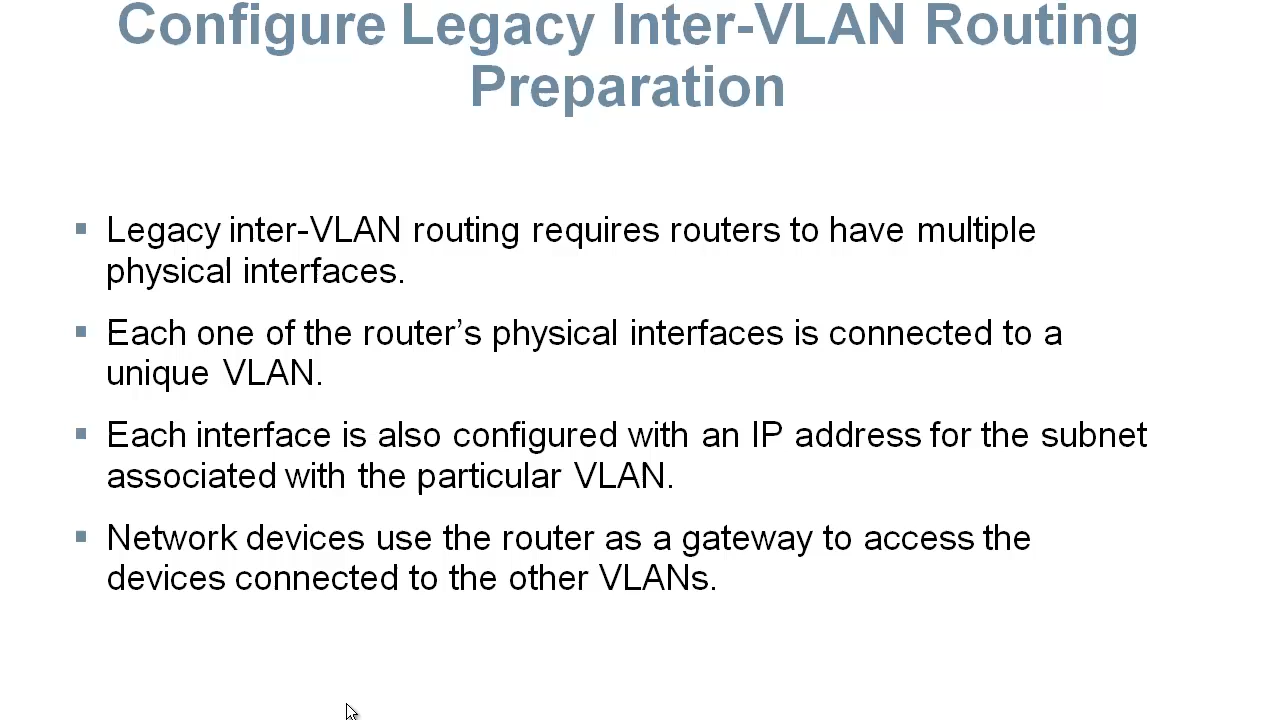 Configure Legacy Inter-VLAN Routing
Preparation
▪ Legacy inter-VLAN routing requires routers to have multiple
physical interfaces.
▪ Each one of the router’s physical interfaces is connected to a
unique VLAN.
▪ Each interface is also configured with an IP address for the subnet
associated with the particular VLAN.
▪ Network devices use the router as a gateway to access the
devices connected to the other VLANs.